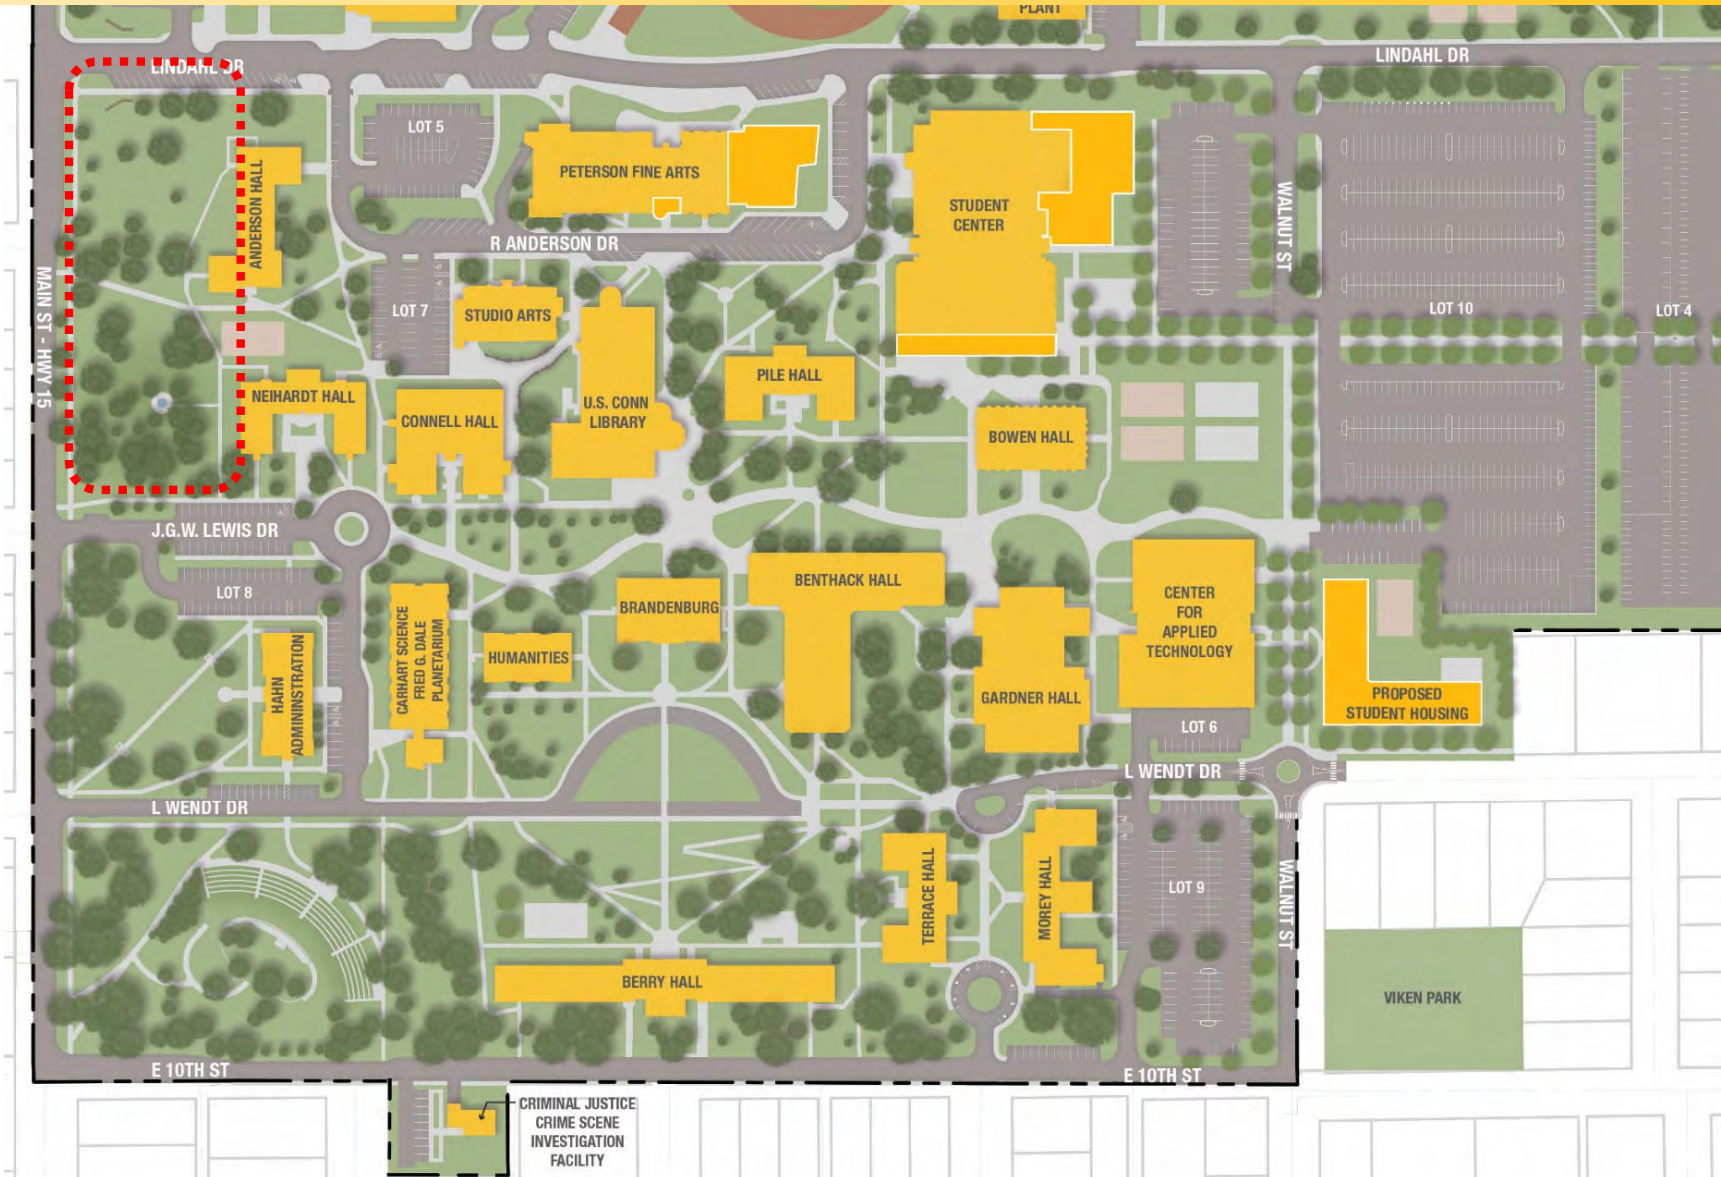 PLANT
LINDAHL DR
LINDAHL DR
LOT 5
PETERSON FINE ARTS
ANDERSON HALL
STUDENT
CENTER
WALNUT ST
R ANDERSON DR
MAIN ST - HWY 15
LOT 7
STUDIO ARTS
LOT 10
LOT 4
PILE HALL
NEIHARDT HALL
CONNELL HALL
U.S. CONN
LIBRARY
BOWEN HALL
J.G.W. LEWIS DR
LOT 8
BENTHACK HALL
BRANDENBURG
CENTER
FOR
APPLIED
TECHNOLOGY
CARHART SCIENCE
FRED G. DALE
PLANETARIUM
HUMANITIES
HAHN
ADMININSTRATION
GARDNER HALL
PROPOSED
STUDENT HOUSING
LOT 6
L WENDT DR
L WENDT DR
TERRACE HALL
MOREY HALL
LOT 9
WALNUT ST
BERRY HALL
VIKEN PARK
E 10TH ST
E 10TH ST
CRIMINAL JUSTICE
CRIME SCENE
INVESTIGATION
FACILITY